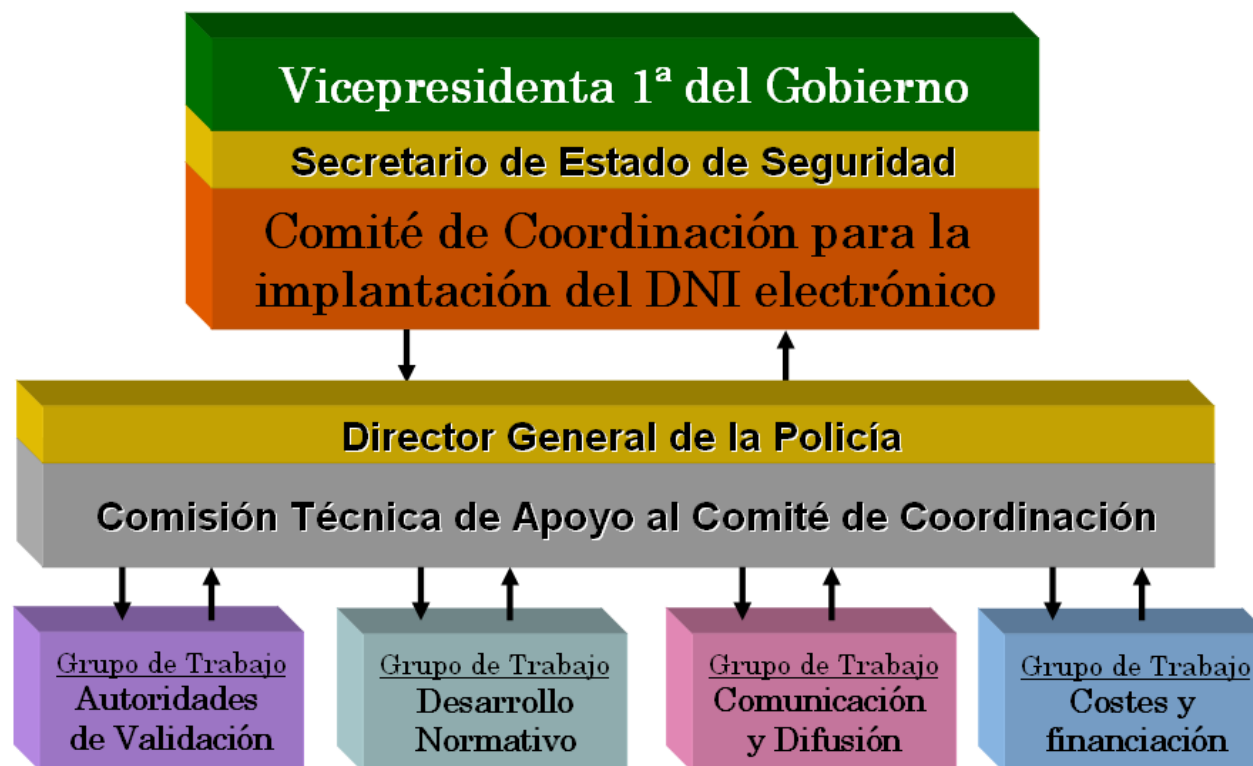 Vicepresidenta 1ª del Gobierno
Secretario de Estado de Seguridad
Comité de Coordinación para la
implantación del DNI electrónico
Director General de la Policía
Comisión Técnica de Apoyo al Comité de Coordinación
Grupo de Trabajo
Autoridades
de Validación
Grupo de Trabajo
Desarrollo
Normativo
Grupo de Trabajo
Comunicación
y Difusión
Grupo de Trabajo
Costes y
financiación